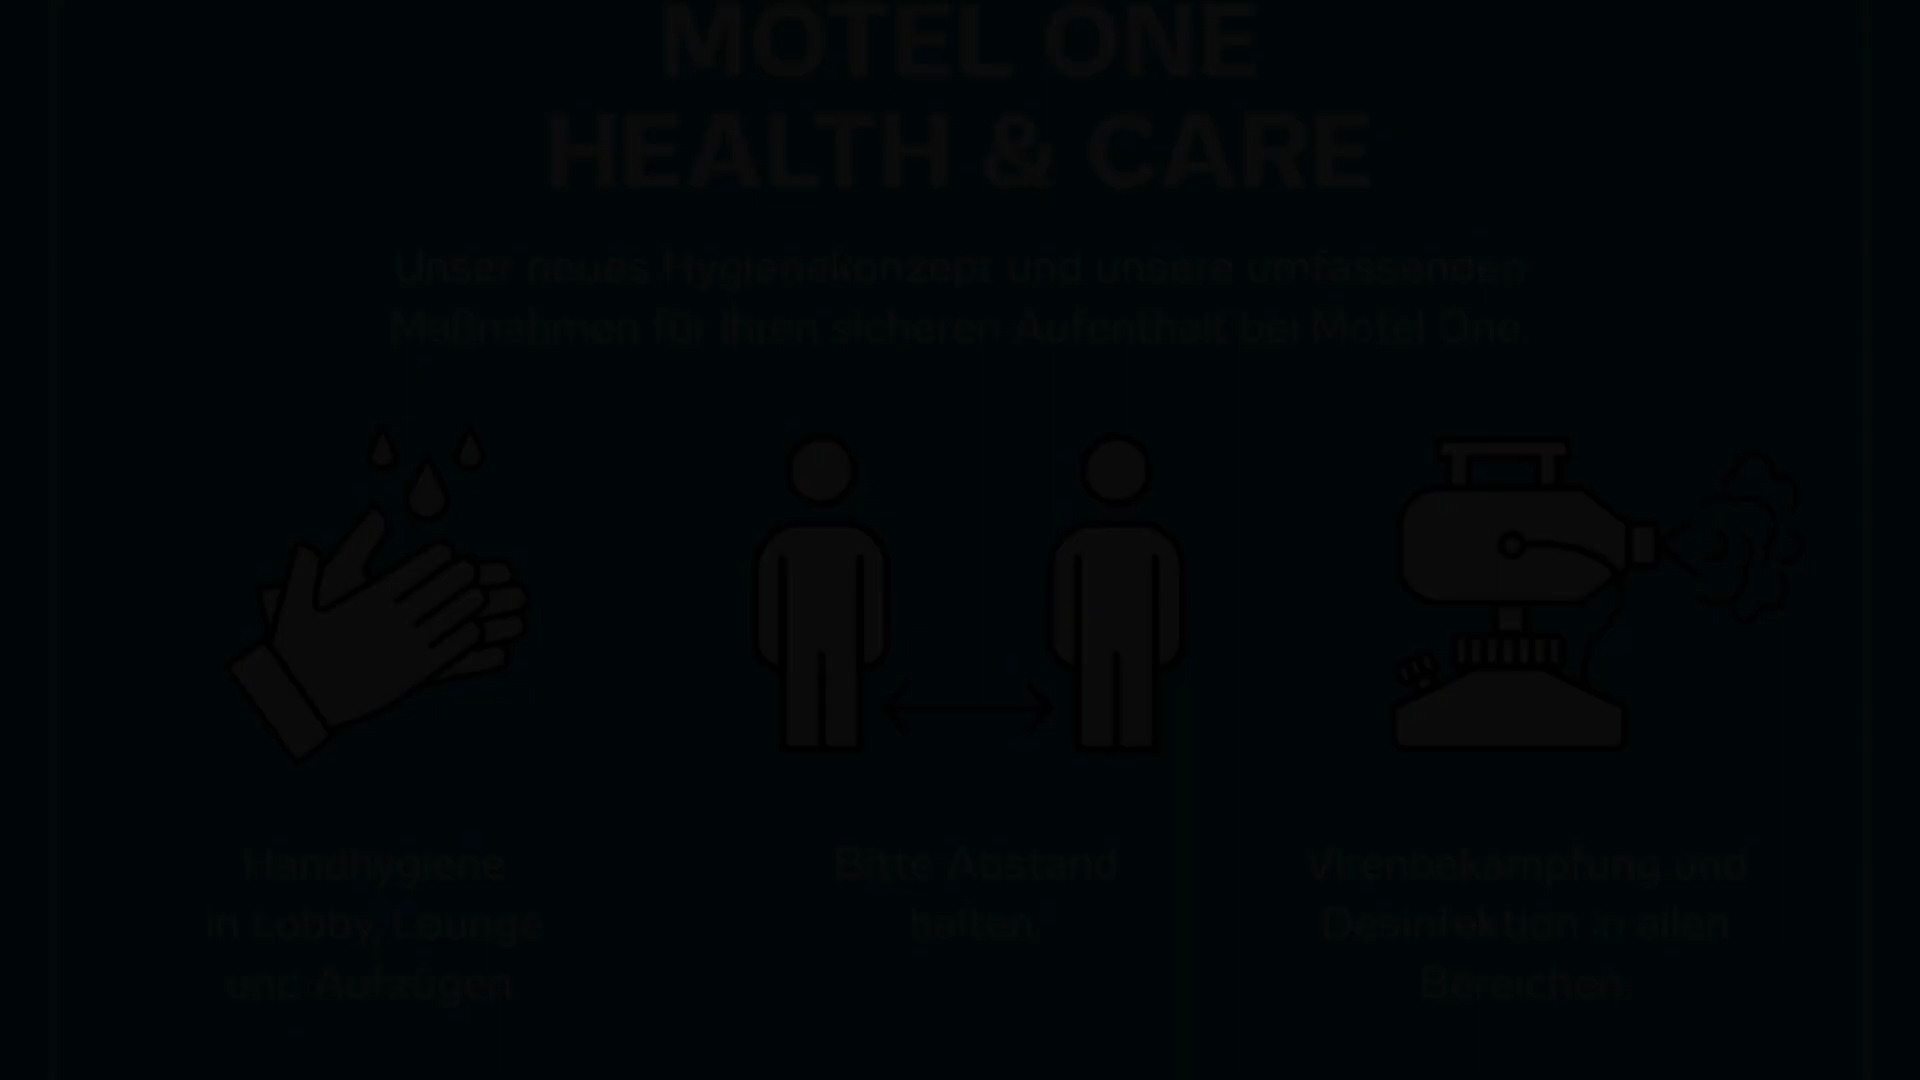 MOTEL ONE
HEALTH & CARE
Unser neues Hygienekonzept und unsere umfassenden
Maßnahmen für Ihren sicheren Aufenthalt bei Motel One.
Handhygiene
in Lobby, Lounge
und Aufzügen
Bitte Abstand
halten.
Virenbekämpfung und
Desinfektion in allen
Bereichen.